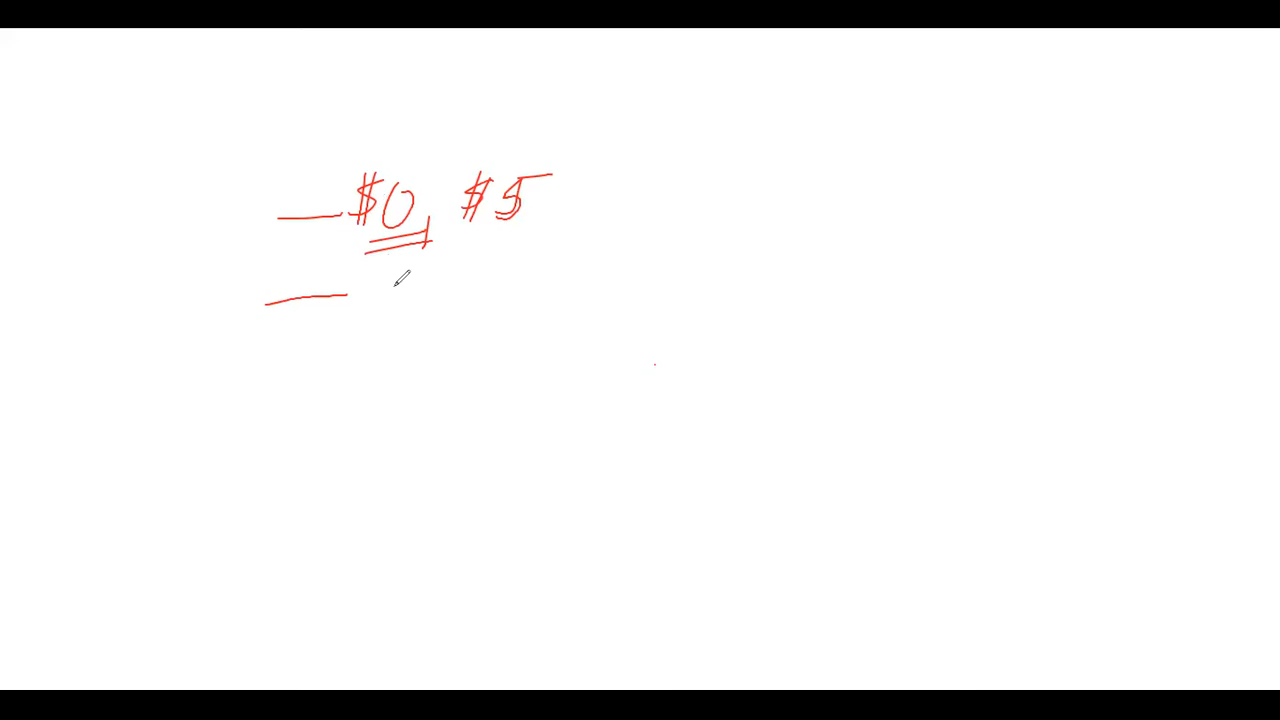 — $0, $5
—